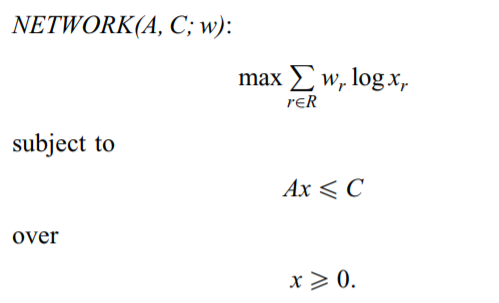 NETWORK(A, C; w):
max ∑ w_r log x_r
r∈R
subject to
Ax ⩽ C
over
x ⩾ 0.